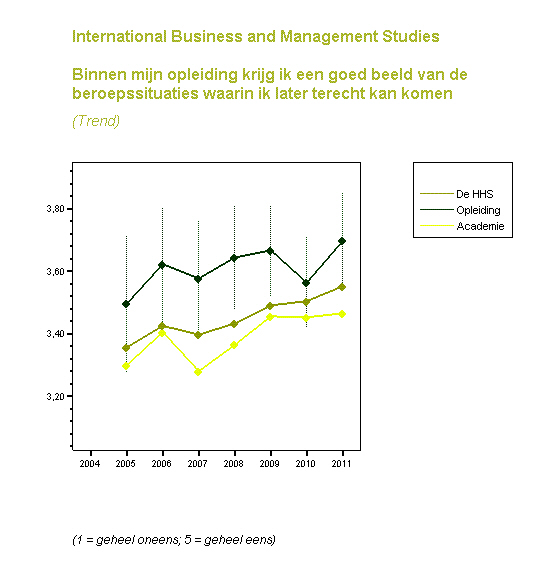 International Business and Management Studies
Binnen mijn opleiding krijg ik een goed beeld van de
beroepssituaties waarin ik later terecht kan komen
(Trend)
De HHS
Opleiding
Academie
3,80
3,60
3,40
3,20
2004 2005 2006 2007 2008 2009 2010 2011
(1 = geheel oneens; 5 = geheel eens)